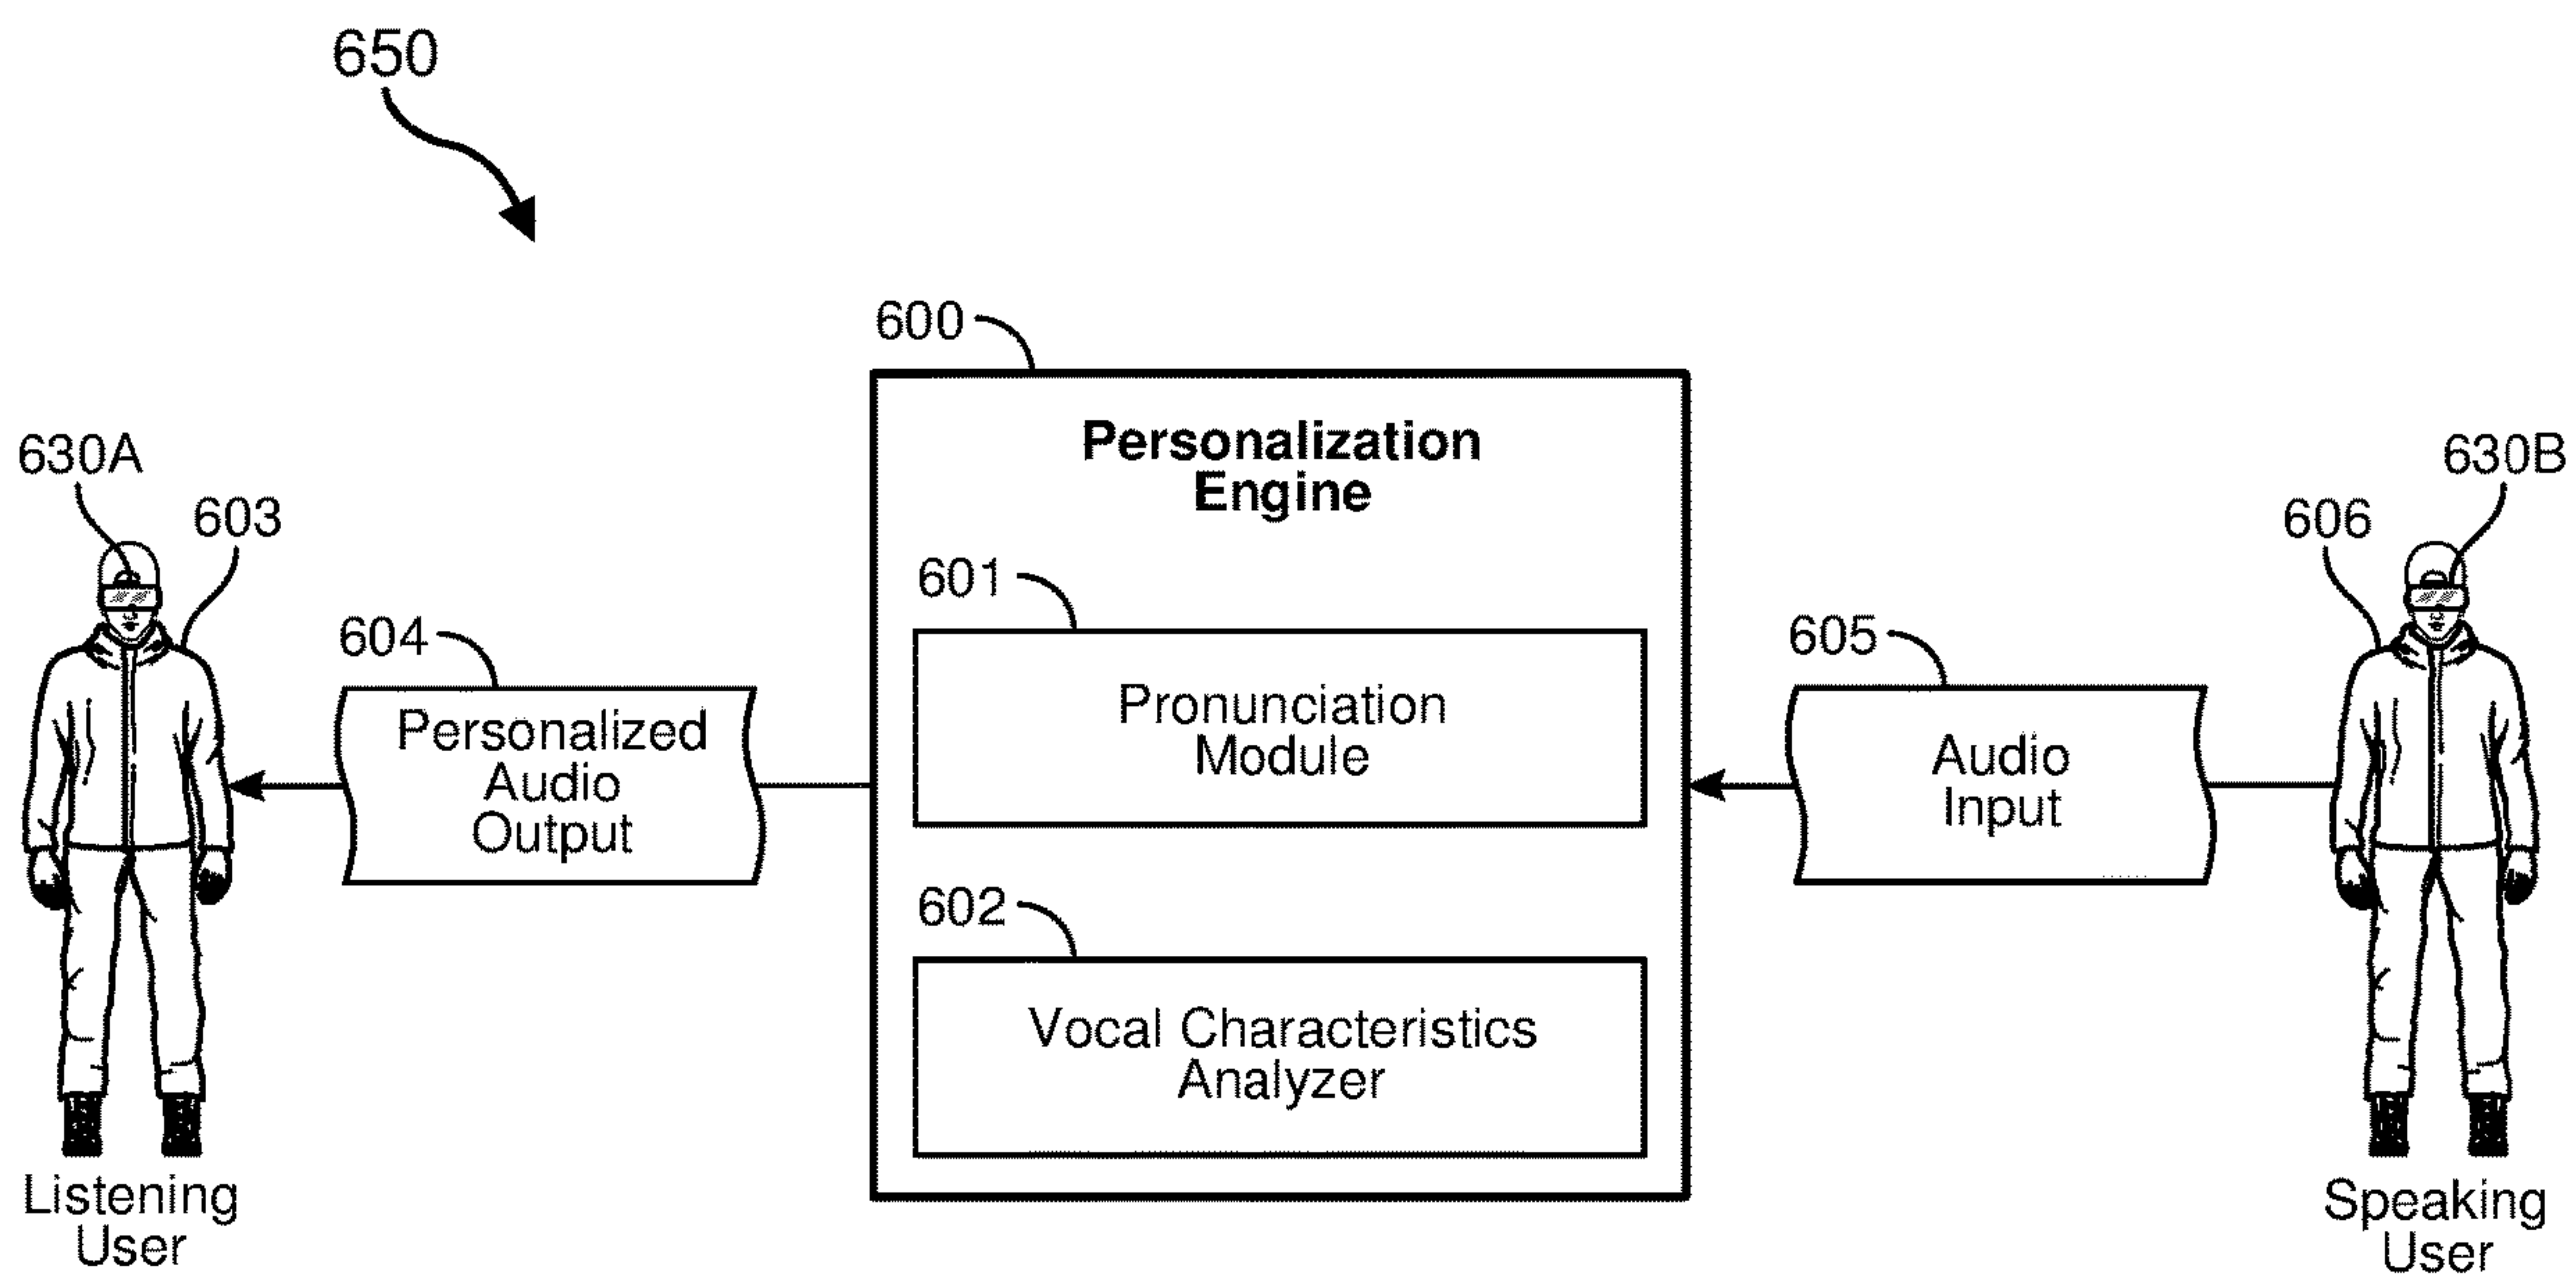 650
600
Personalization
Engine
630A
603
630B
606
601
604
605
Pronunciation
Module
Personalized
Audio
Output
Audio
Input
602
Vocal Characteristics
Analyzer
Listening
User
Speaking
User